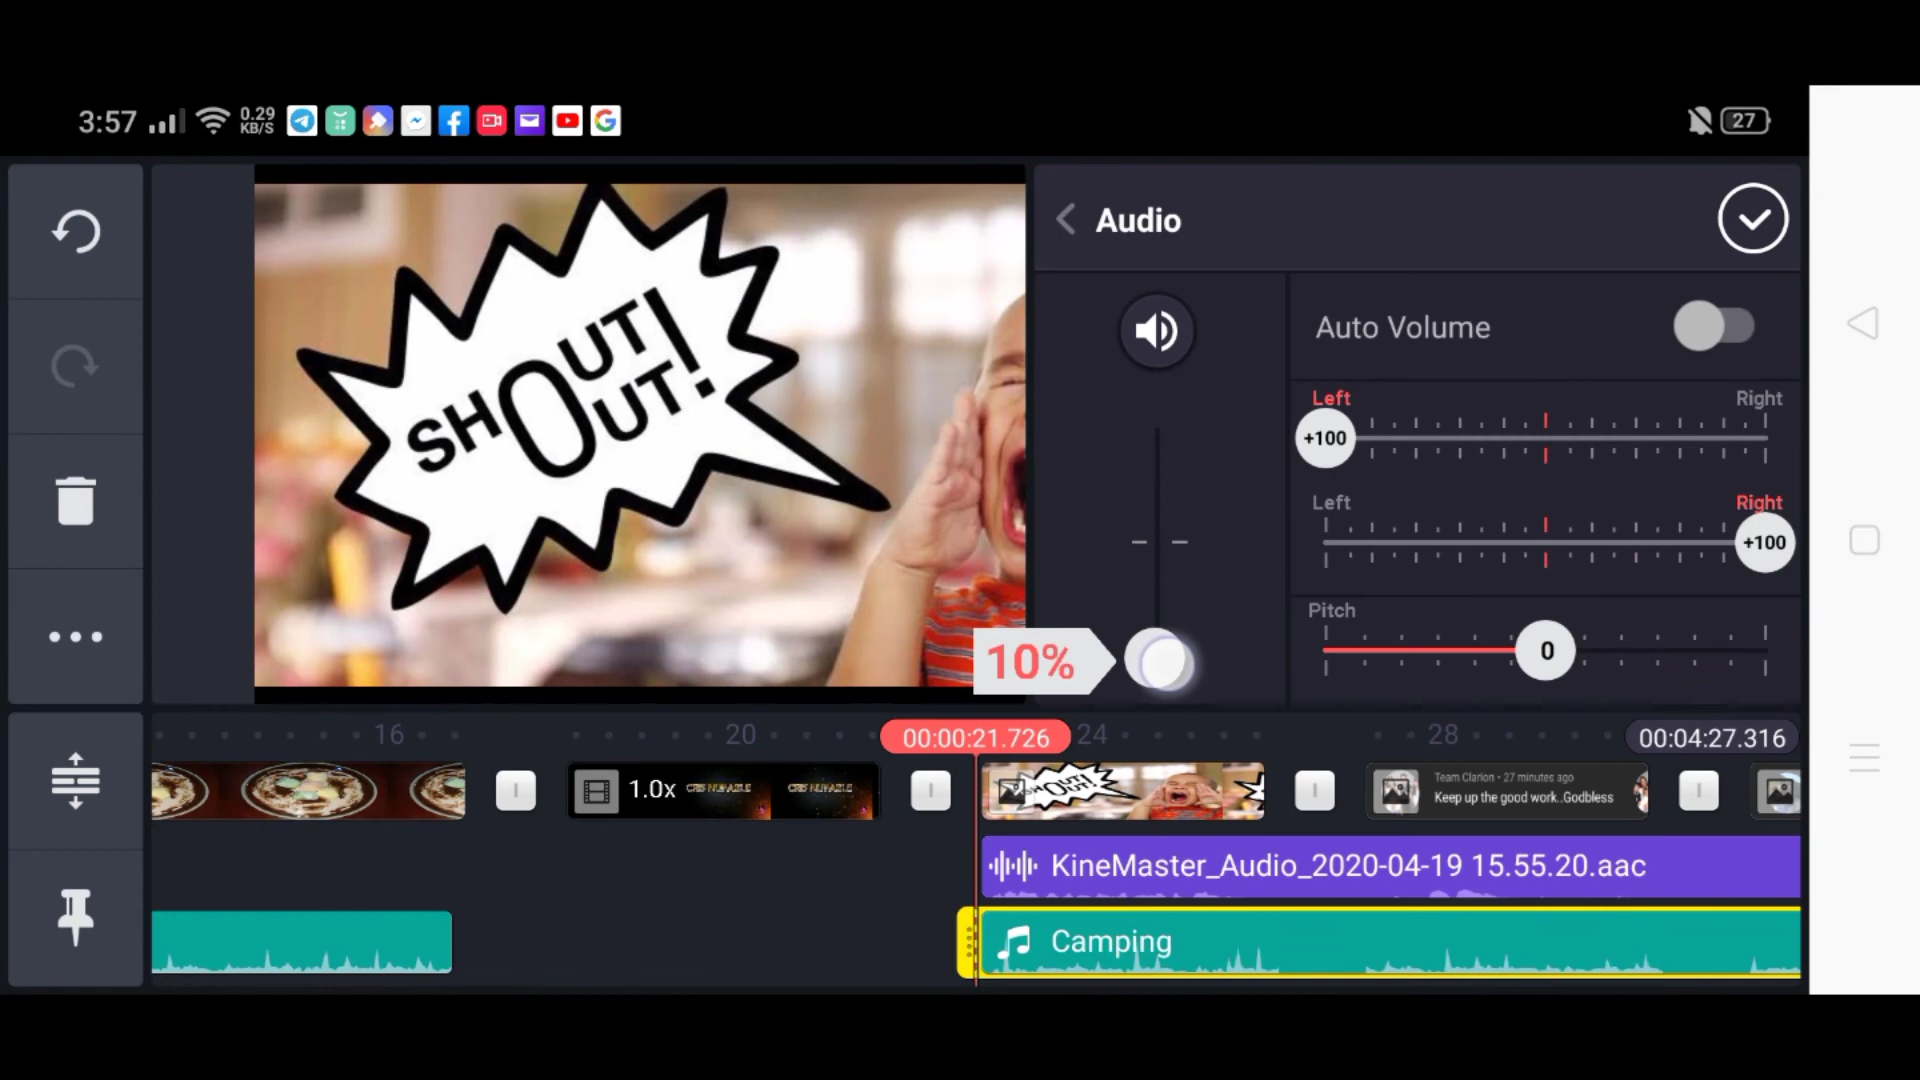 3:57
0.29
KB/S
27
SHOUT
OUT!
Audio
Auto Volume
Left
Right
+100
Left
Right
+100
Pitch
0
10%
16
20
00:00:21.726
24
28
00:04:27.316
1.0x
SHOUT
OUT!
Team Clarion • 27 minutes ago
Keep up the good work..Godbless
KineMaster_Audio_2020-04-19 15.55.20.aac
Camping